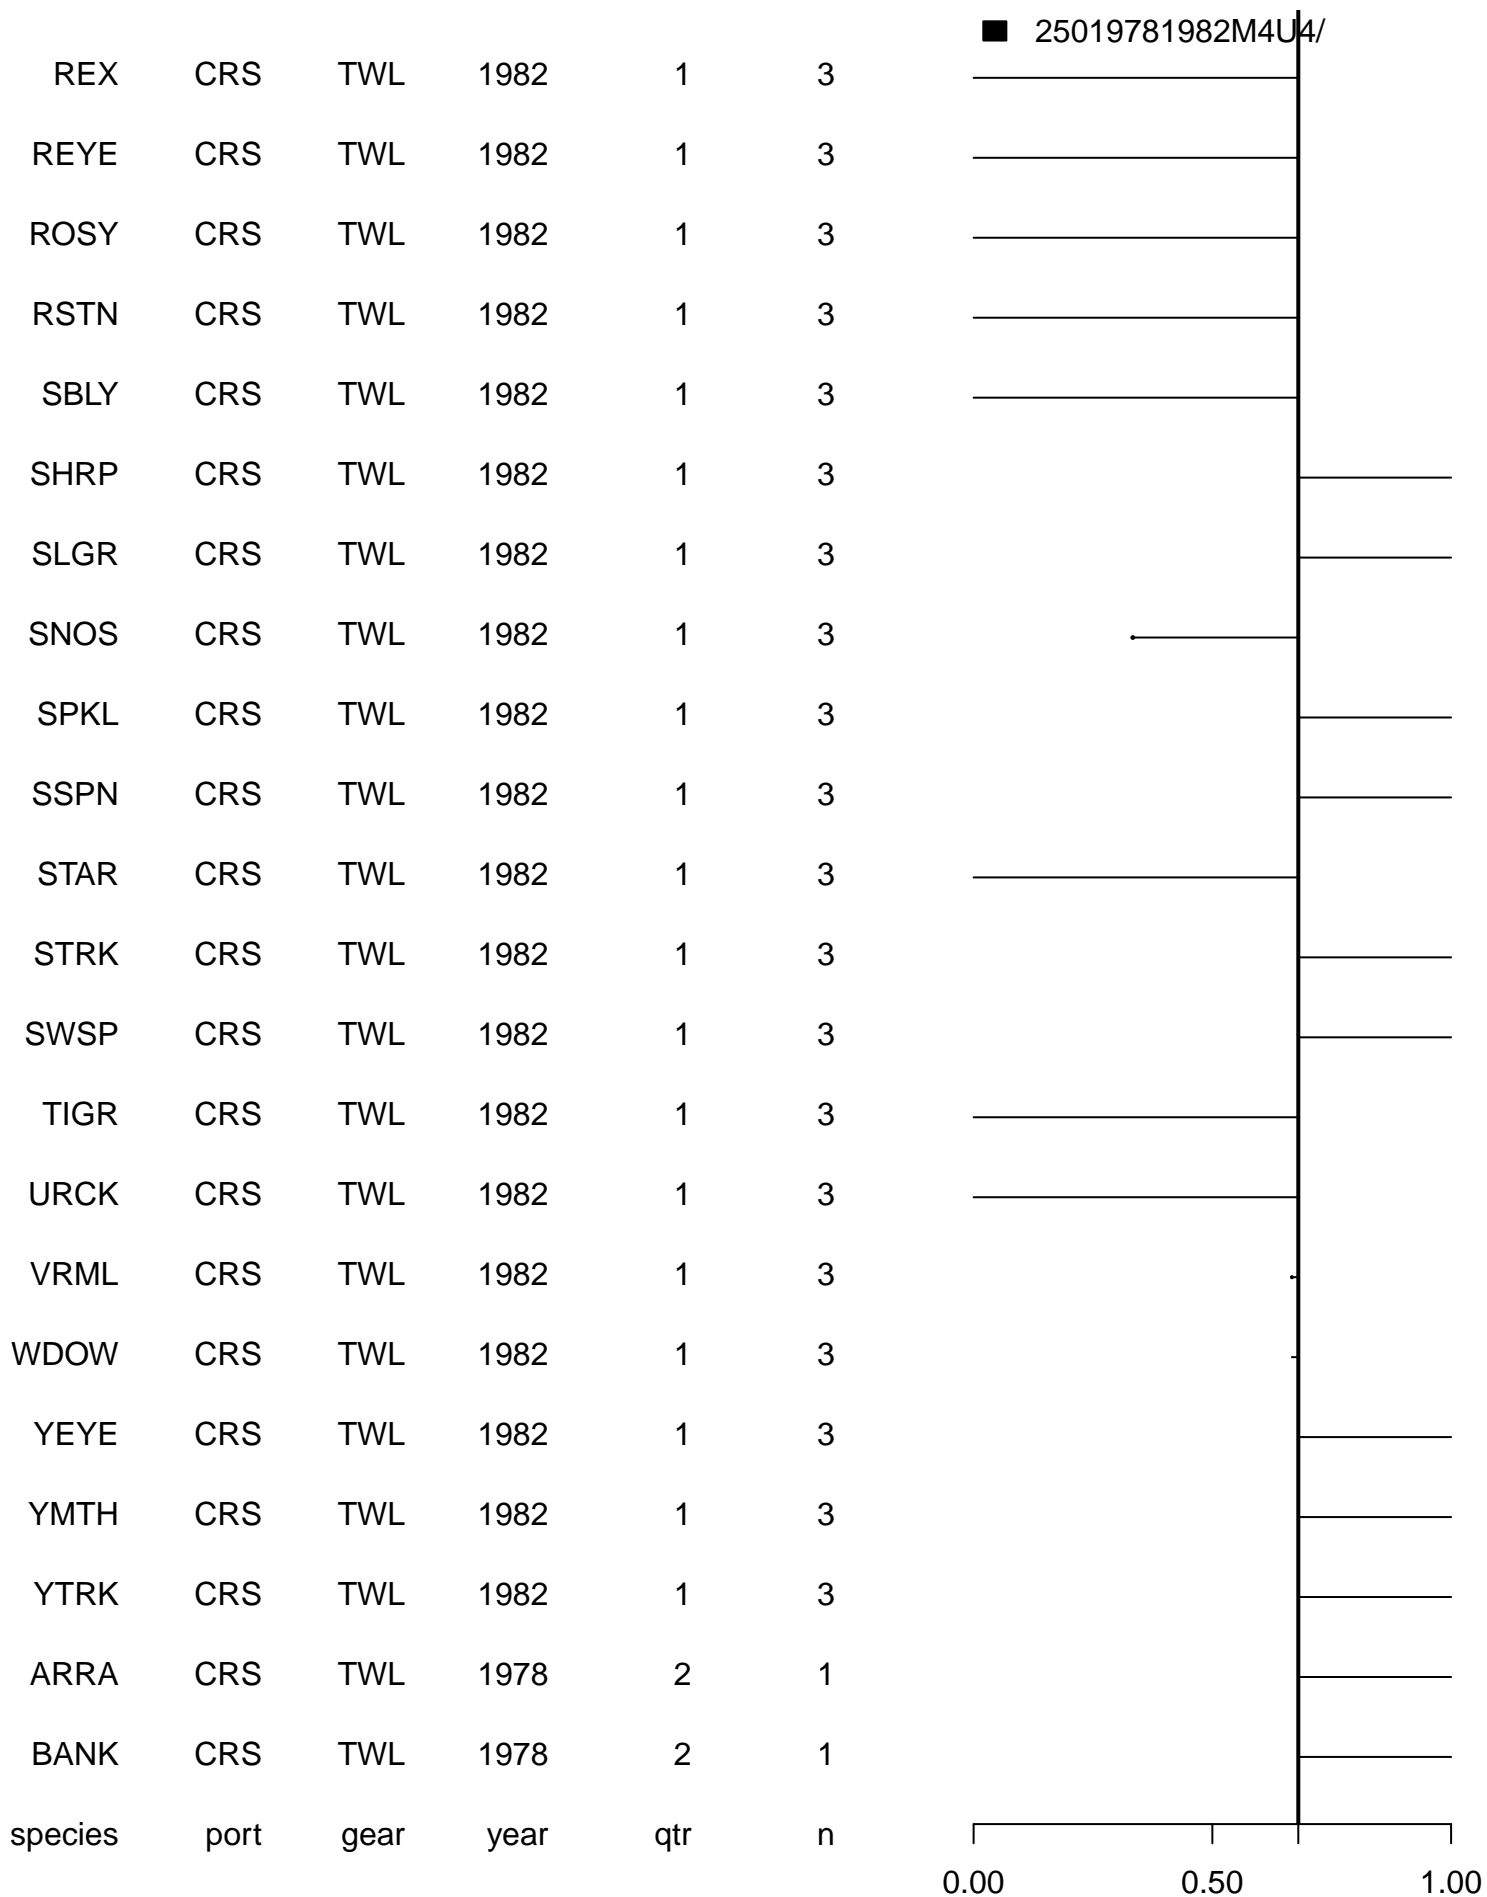 25019781982M4U4/
REX CRS TWL 1982 1 3
REYE CRS TWL 1982 1 3
ROSY CRS TWL 1982 1 3
RSTN CRS TWL 1982 1 3
SBLY CRS TWL 1982 1 3
SHRP CRS TWL 1982 1 3
SLGR CRS TWL 1982 1 3
SNOS CRS TWL 1982 1 3
SPKL CRS TWL 1982 1 3
SSPN CRS TWL 1982 1 3
STAR CRS TWL 1982 1 3
STRK CRS TWL 1982 1 3
SWSP CRS TWL 1982 1 3
TIGR CRS TWL 1982 1 3
URCK CRS TWL 1982 1 3
VRML CRS TWL 1982 1 3
WDOW CRS TWL 1982 1 3
YEYE CRS TWL 1982 1 3
YMTH CRS TWL 1982 1 3
YTRK CRS TWL 1982 1 3
ARRA CRS TWL 1978 2 1
BANK CRS TWL 1978 2 1
species port gear year qtr n
0.00 0.50 1.00